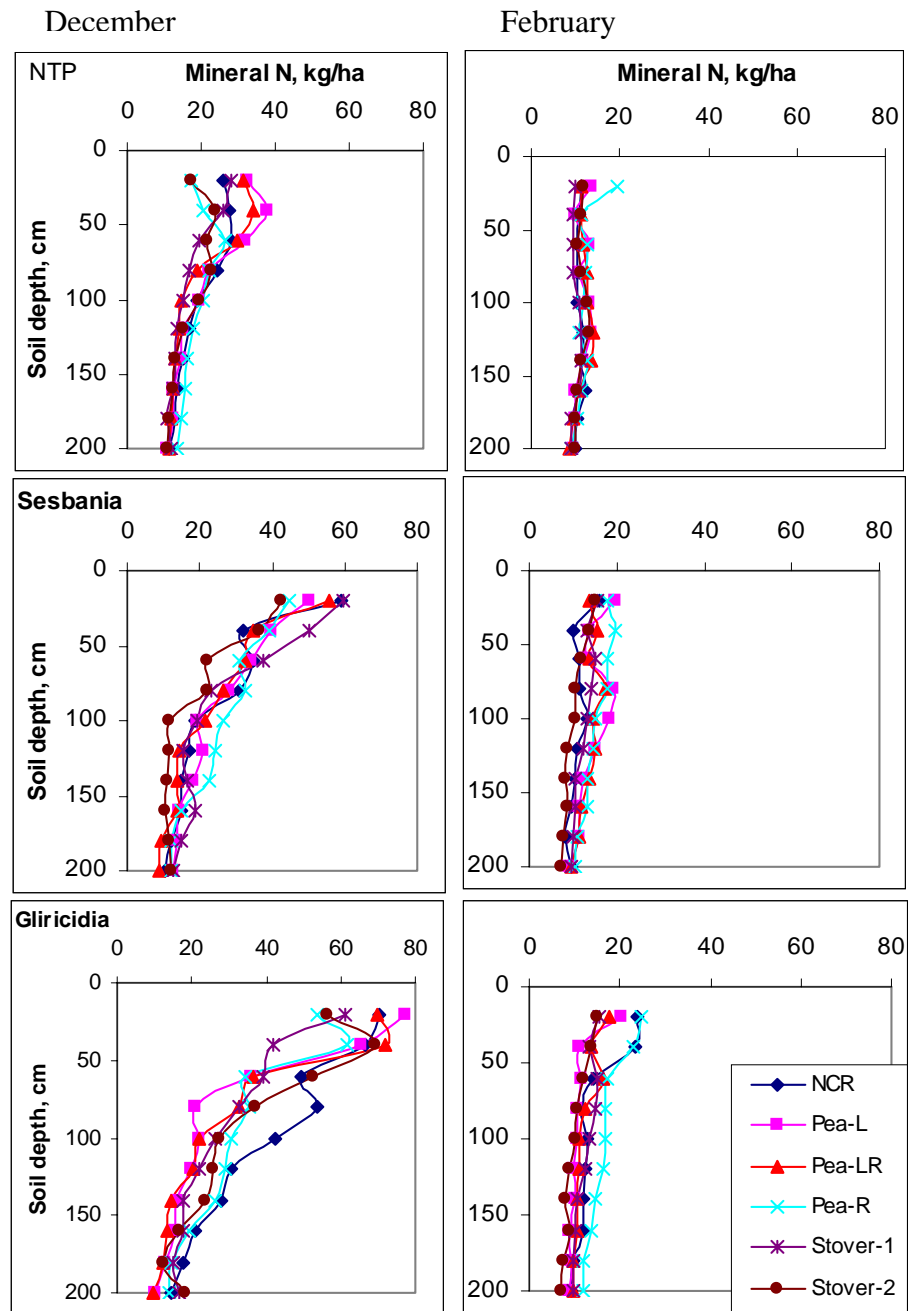 December February
NTP Mineral N, kg/ha
0 20 40 60 80
Soil depth, cm
0
50
100
150
200
Mineral N, kg/ha
0 20 40 60 80
0
50
100
150
200
Sesbania
0 20 40 60 80
Soil depth, cm
0
50
100
150
200
0 20 40 60 80
0
50
100
150
200
Gliricidia
0 20 40 60 80
Soil depth, cm
0
50
100
150
200
0 20 40 60 80
0
50
100
150
200
NCR
Pea-L
Pea-LR
Pea-R
Stover-1
Stover-2